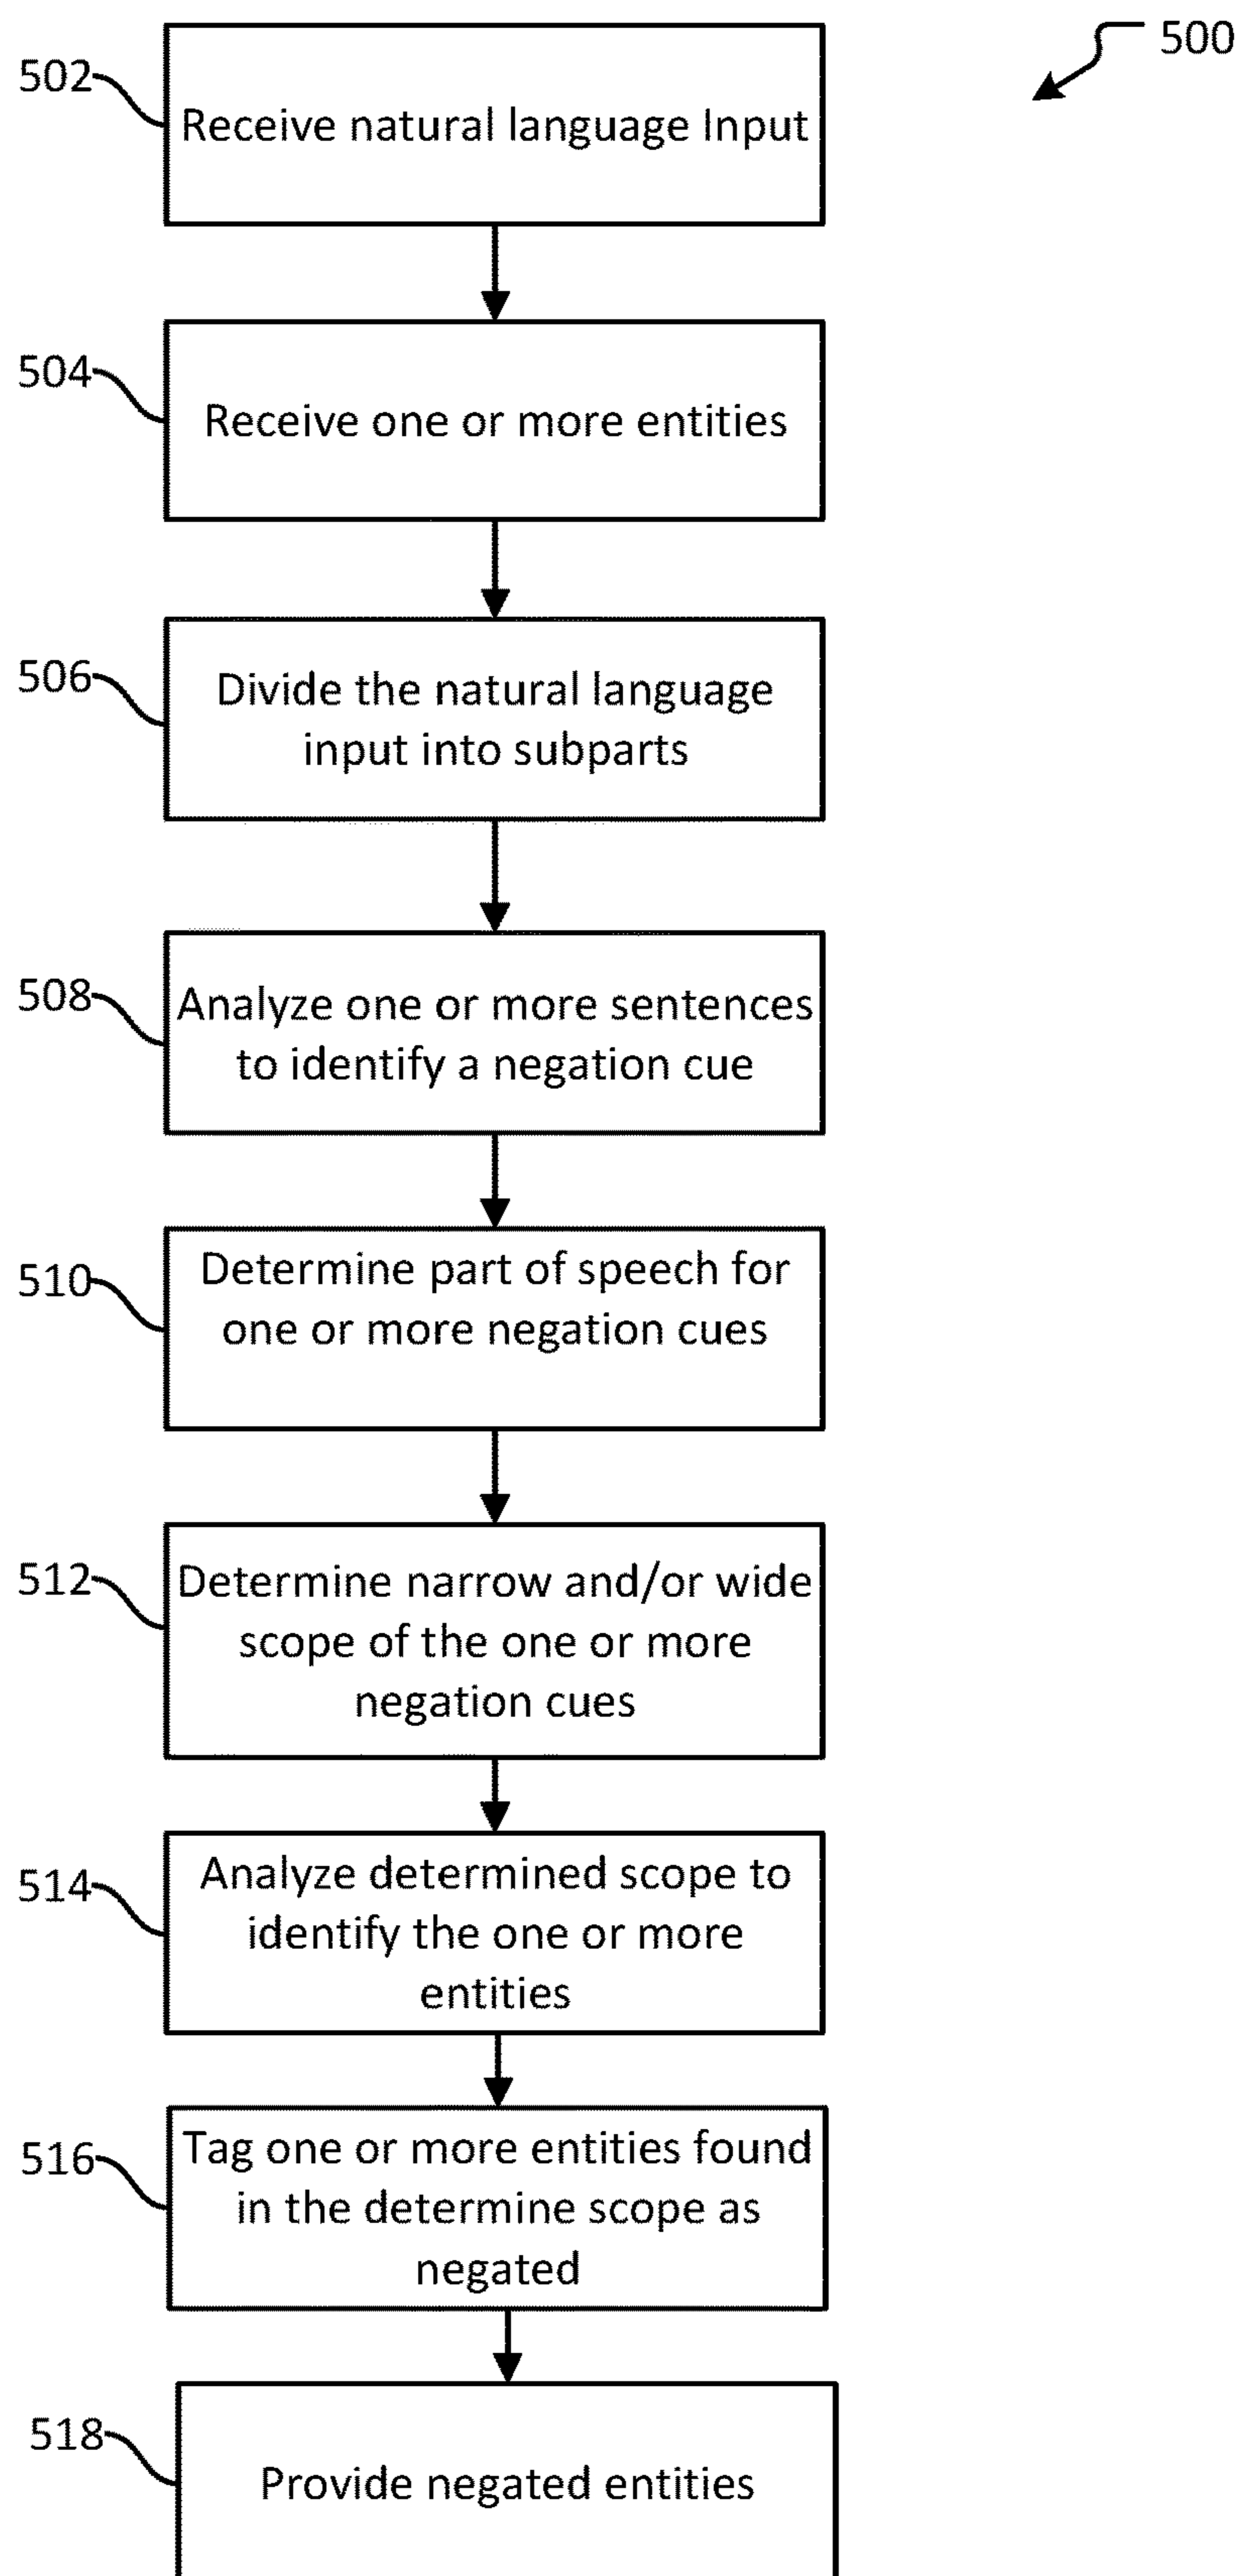 500
502
Receive natural language Input
504
Receive one or more entities
506
Divide the natural language
input into subparts
508
Analyze one or more sentences
to identify a negation cue
510
Determine part of speech for
one or more negation cues
512
Determine narrow and/or wide
scope of the one or more
negation cues
514
Analyze determined scope to
identify the one or more
entities
516
Tag one or more entities found
in the determine scope as
negated
518
Provide negated entities